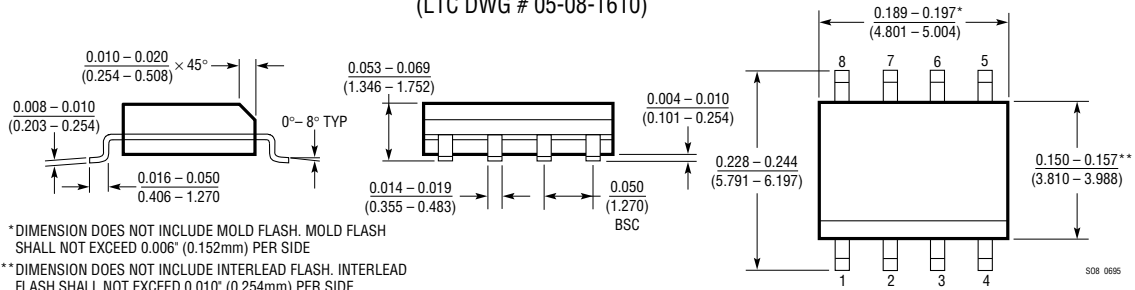 (LTC DWG # 05-08-1610)
0.189 – 0.197*
(4.801 – 5.004)
8 7 6 5
0.010 – 0.020
(0.254 – 0.508)
× 45°
0.053 – 0.069
(1.346 – 1.752)
0.008 – 0.010
(0.203 – 0.254)
0°– 8° TYP
0.004 – 0.010
(0.101 – 0.254)
0.228 – 0.244
(5.791 – 6.197)
0.150 – 0.157**
(3.810 – 3.988)
0.016 – 0.050
0.406 – 1.270
0.014 – 0.019
(0.355 – 0.483)
0.050
(1.270)
BSC
*DIMENSION DOES NOT INCLUDE MOLD FLASH. MOLD FLASH
SHALL NOT EXCEED 0.006" (0.152mm) PER SIDE
**DIMENSION DOES NOT INCLUDE INTERLEAD FLASH. INTERLEAD
FLASH SHALL NOT EXCEED 0.010" (0.254mm) PER SIDE
1 2 3 4
SO8 0695